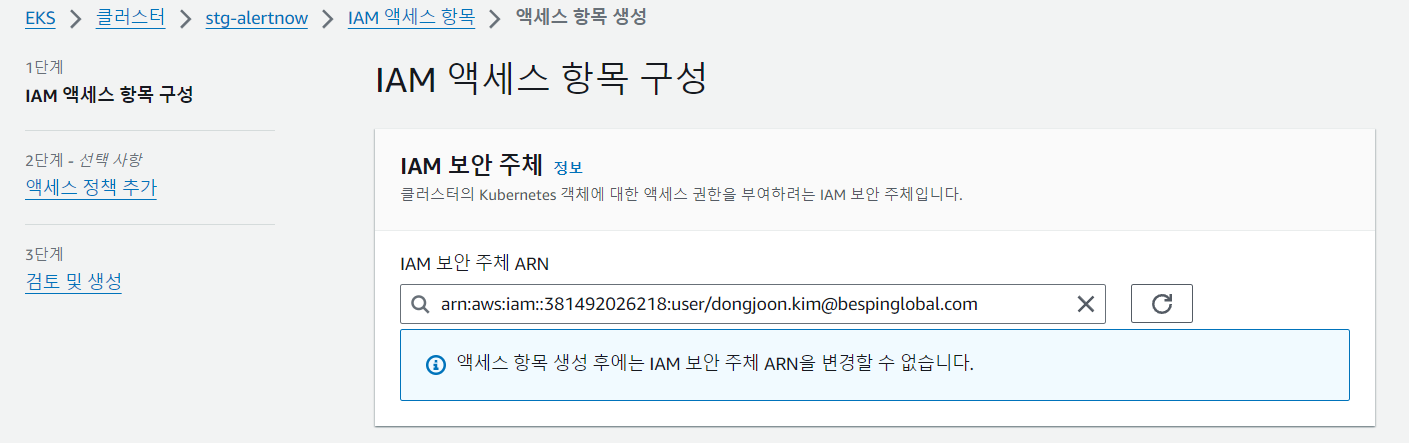 EKS > 클러스터 > stg-alertnow > IAM 액세스 항목 > 액세스 항목 생성
1단계
IAM 액세스 항목 구성
2단계 - 선택 사항
액세스 정책 추가
3단계
검토 및 생성
IAM 액세스 항목 구성
IAM 보안 주체 정보
클러스터의 Kubernetes 객체에 대한 액세스 권한을 부여하려는 IAM 보안 주체입니다.
IAM 보안 주체 ARN
arn:aws:iam::381492026218:user/dongjoon.kim@bespinglobal.com
액세스 항목 생성 후에는 IAM 보안 주체 ARN을 변경할 수 없습니다.